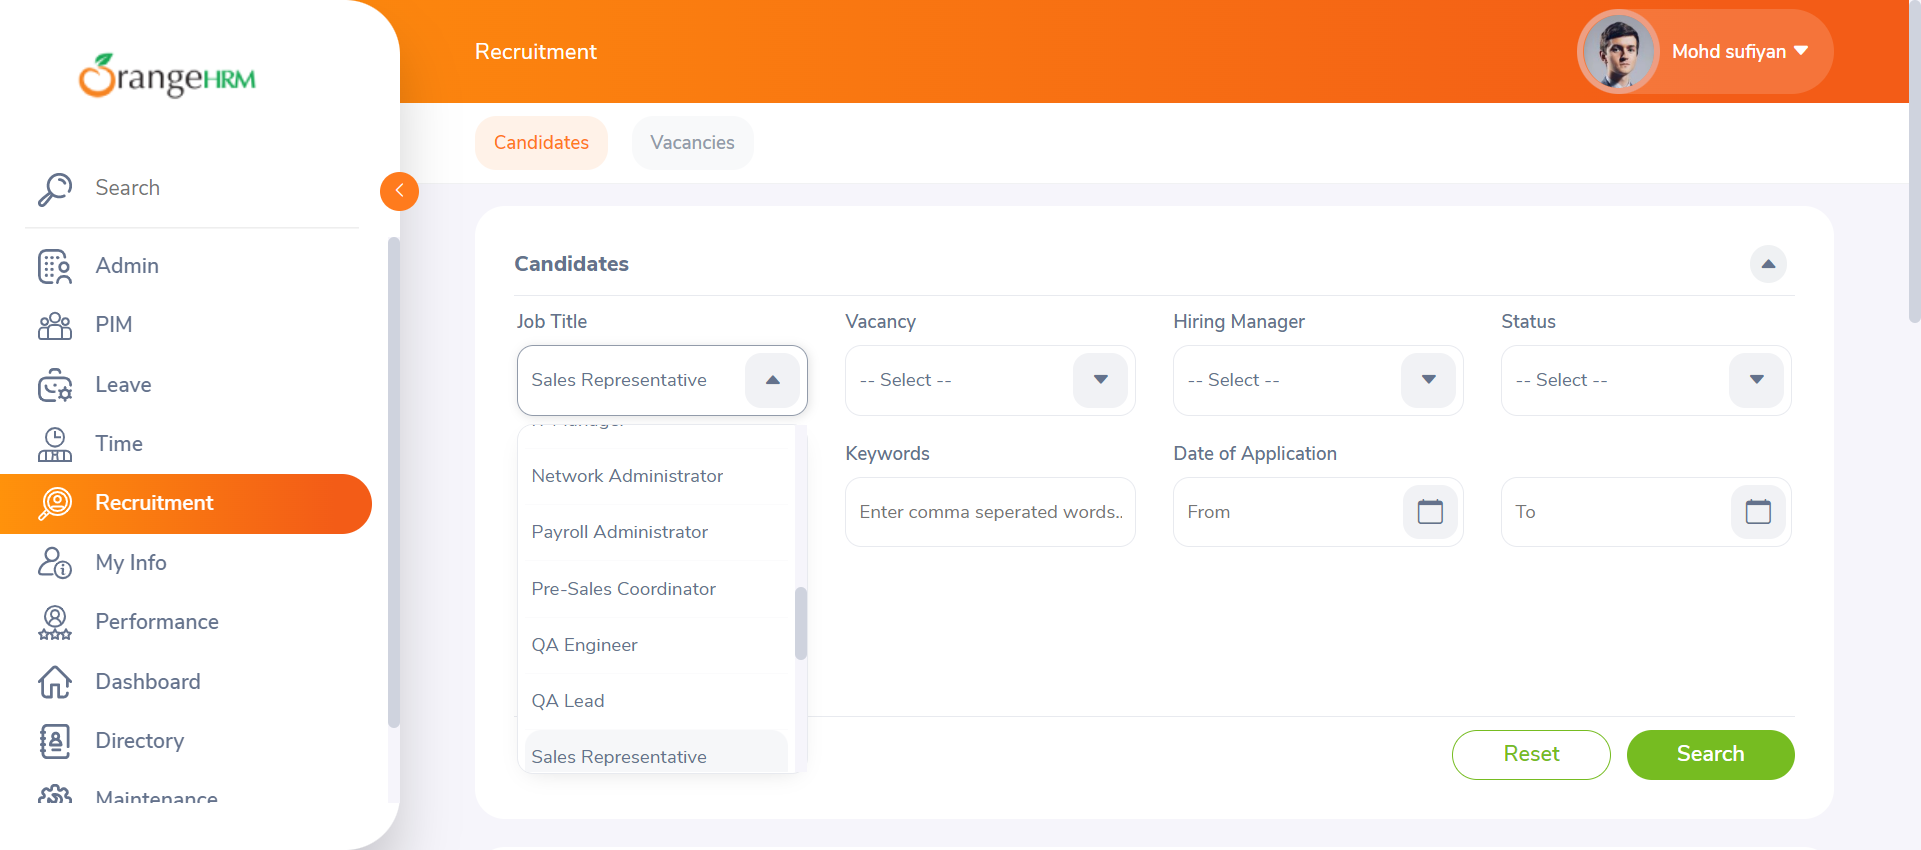 OrangeHRM
Recruitment
Mohd sufiyan
Candidates
Vacancies
Search
Admin
PIM
Leave
Time
Recruitment
My Info
Performance
Dashboard
Directory
Maintenance
Candidates
Job Title
Vacancy
Hiring Manager
Status
Sales Representative
-- Select --
-- Select --
-- Select --
Keywords
Date of Application
Enter comma seperated words..
From
To
Network Administrator
Payroll Administrator
Pre-Sales Coordinator
QA Engineer
QA Lead
Sales Representative
Reset
Search